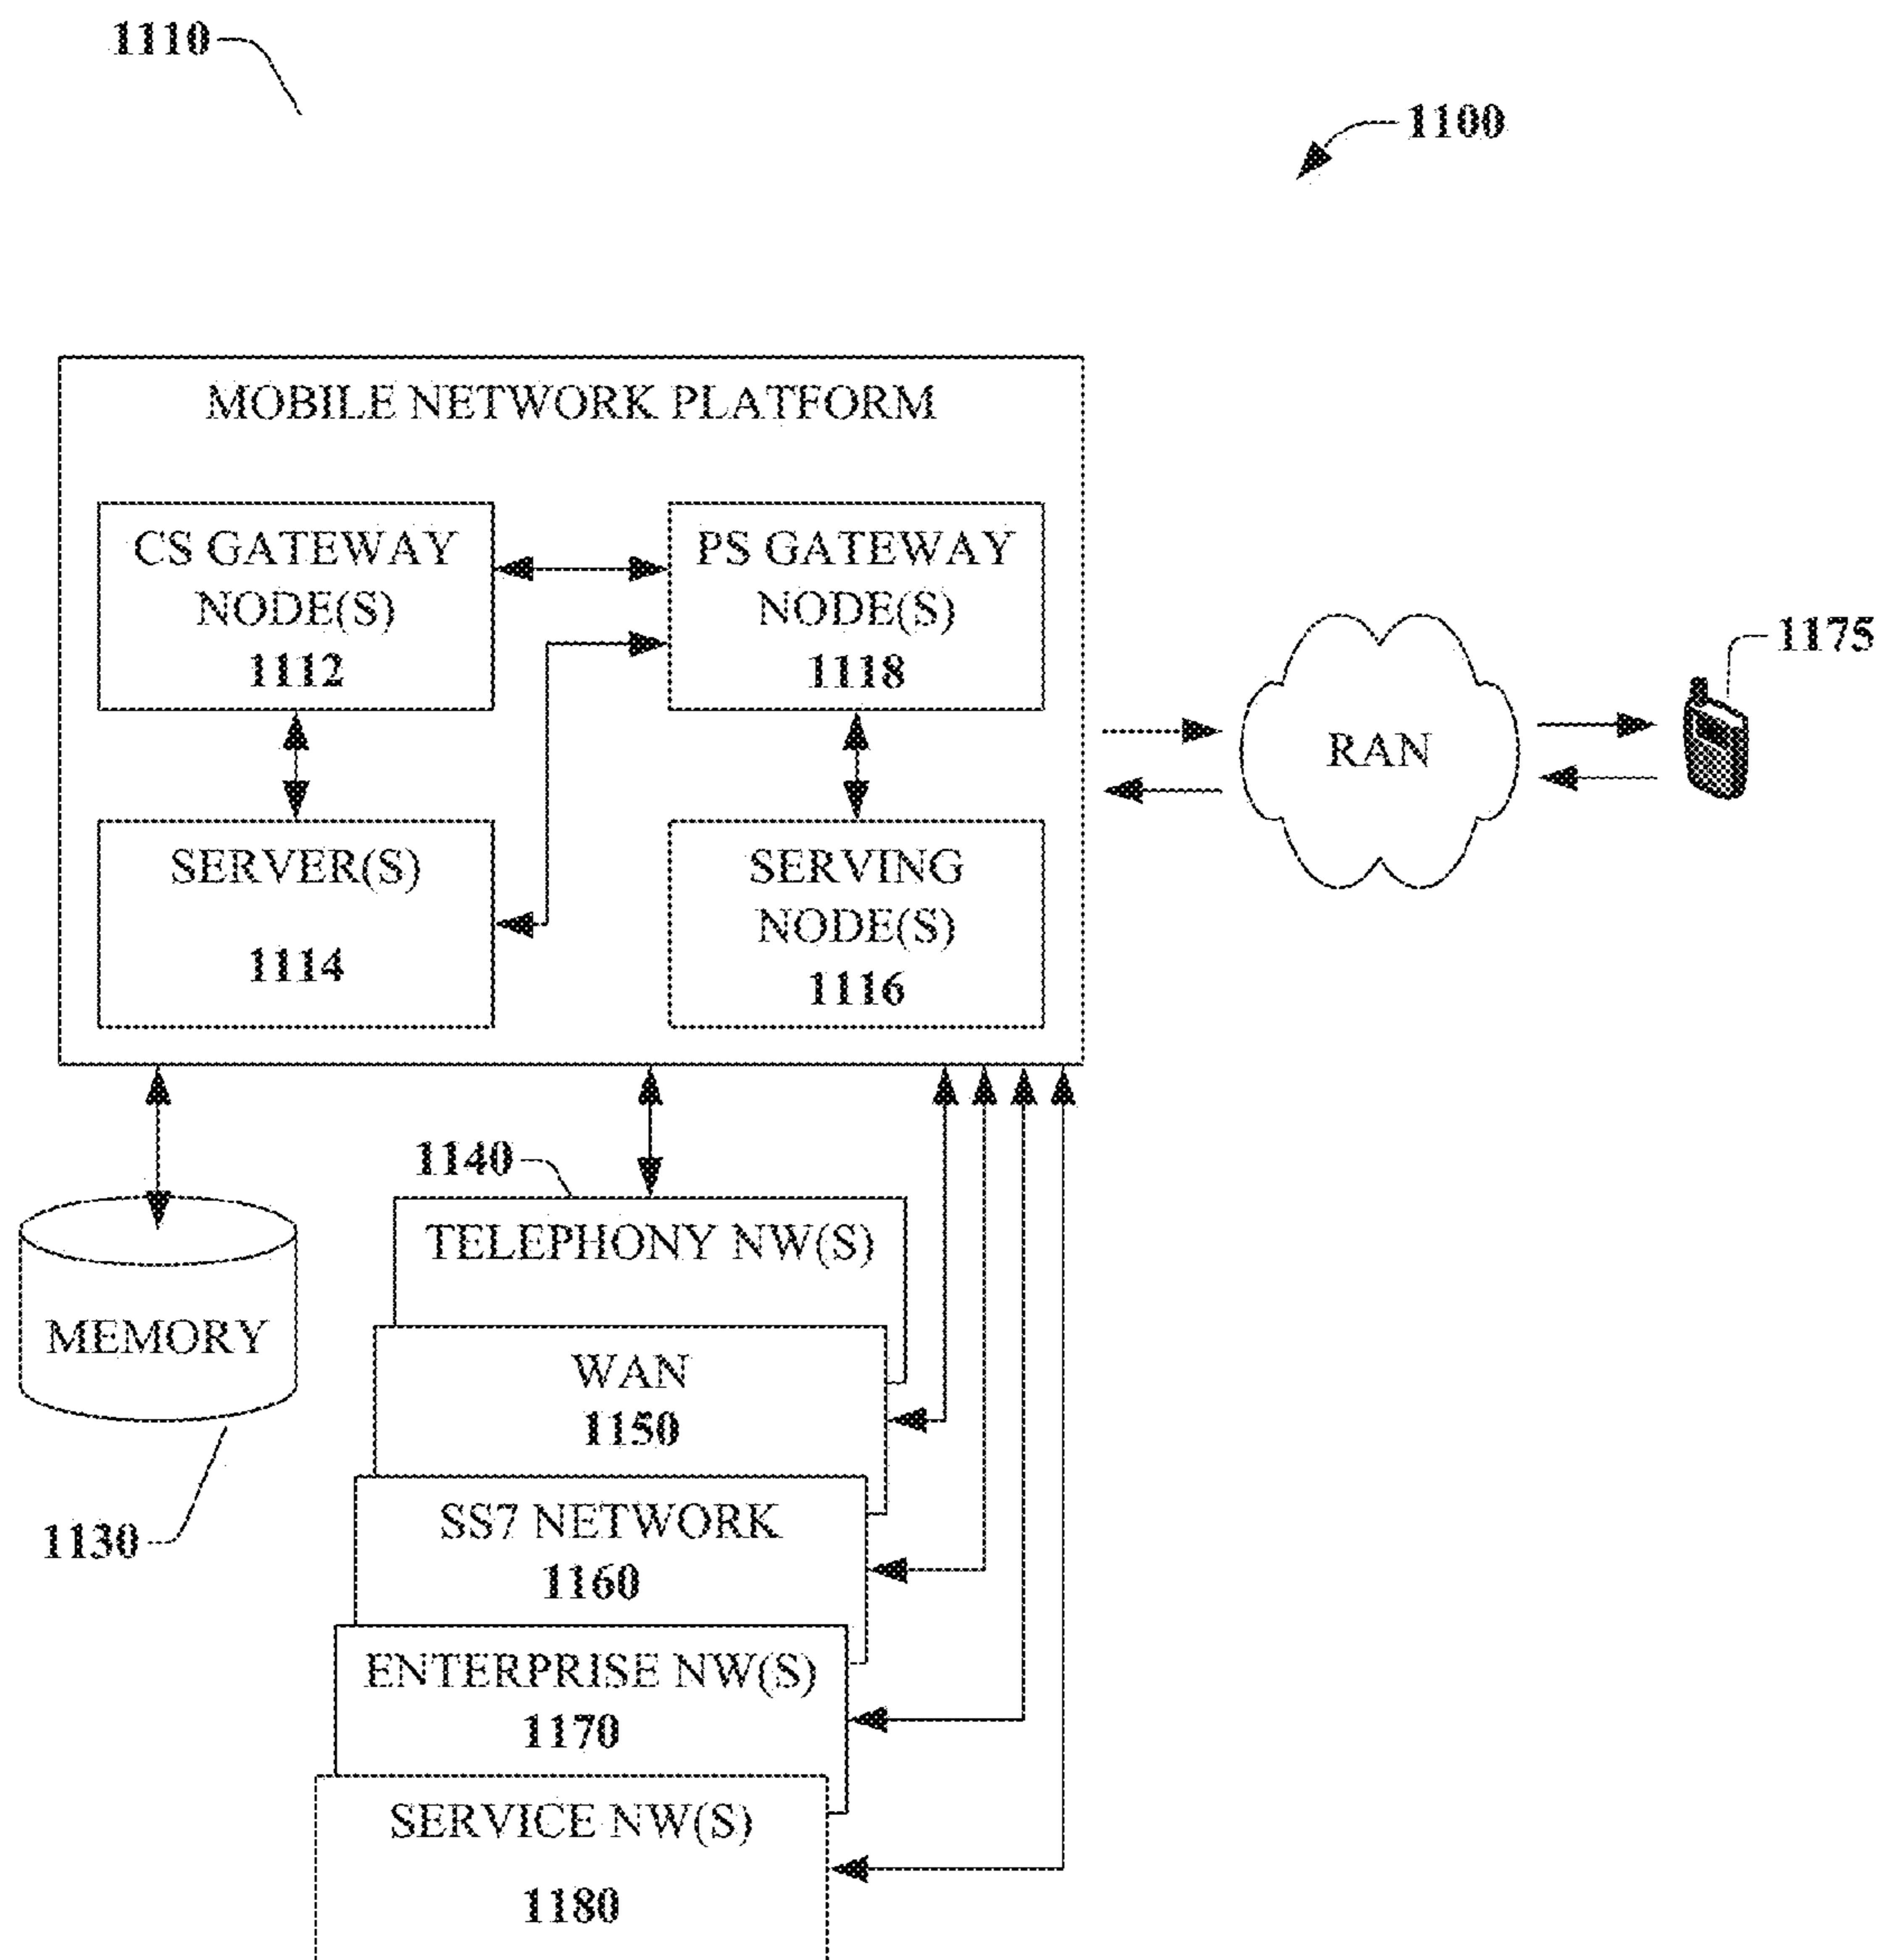 1110
1100
MOBILE NETWORK PLATFORM
CS GATEWAY
NODE(S)
1112
PS GATEWAY
NODE(S)
1118
SERVER(S)
1114
SERVING
NODE(S)
1116
RAN
1175
1140
TELEPHONY NW(S)
MEMORY
1130
WAN
1150
SS7 NETWORK
1160
ENTERPRISE NW(S)
1170
SERVICE NW(S)
1180